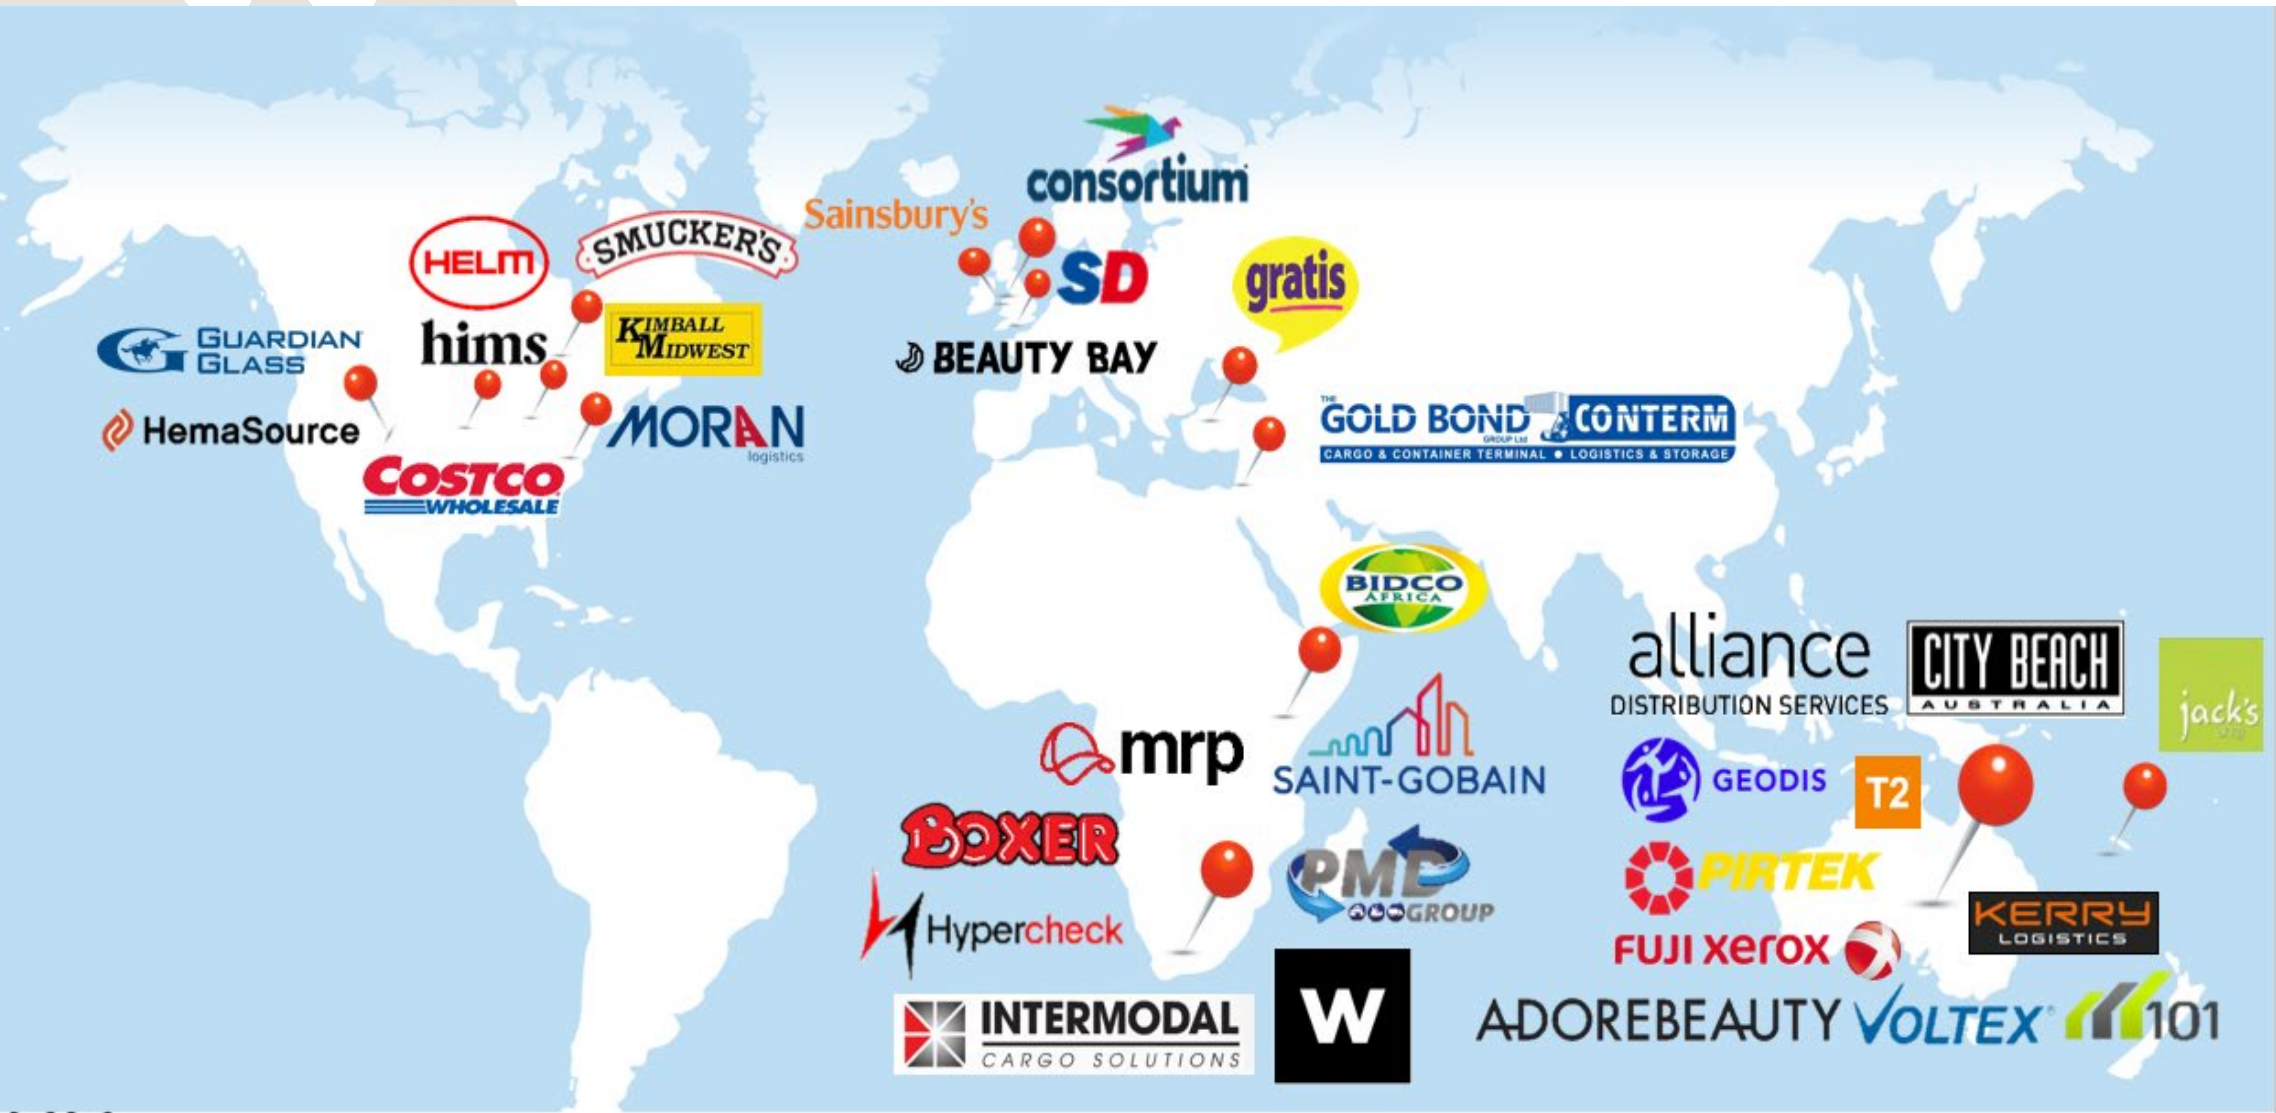 consortium
Sainsbury's
HELM
SMUCKER'S
SD
gratis
GUARDIAN
GLASS
hims
KIMBALL
MIDWEST
BEAUTY BAY
HemaSource
MORAN
logistics
COSTCO
WHOLESALE
THE
GOLD BOND
GROUP Ltd
CONTERM
CARGO & CONTAINER TERMINAL ● LOGISTICS & STORAGE
BIDCO
AFRICA
alliance
DISTRIBUTION SERVICES
CITY BEACH
AUSTRALIA
jack's
mrp
SAINT-GOBAIN
GEODIS
T2
BOXER
PMD
GROUP
PIRTEK
Hypercheck
KERRY
LOGISTICS
FUJI xerox
INTERMODAL
CARGO SOLUTIONS
W
ADOREBEAUTY
VOLTEX
101